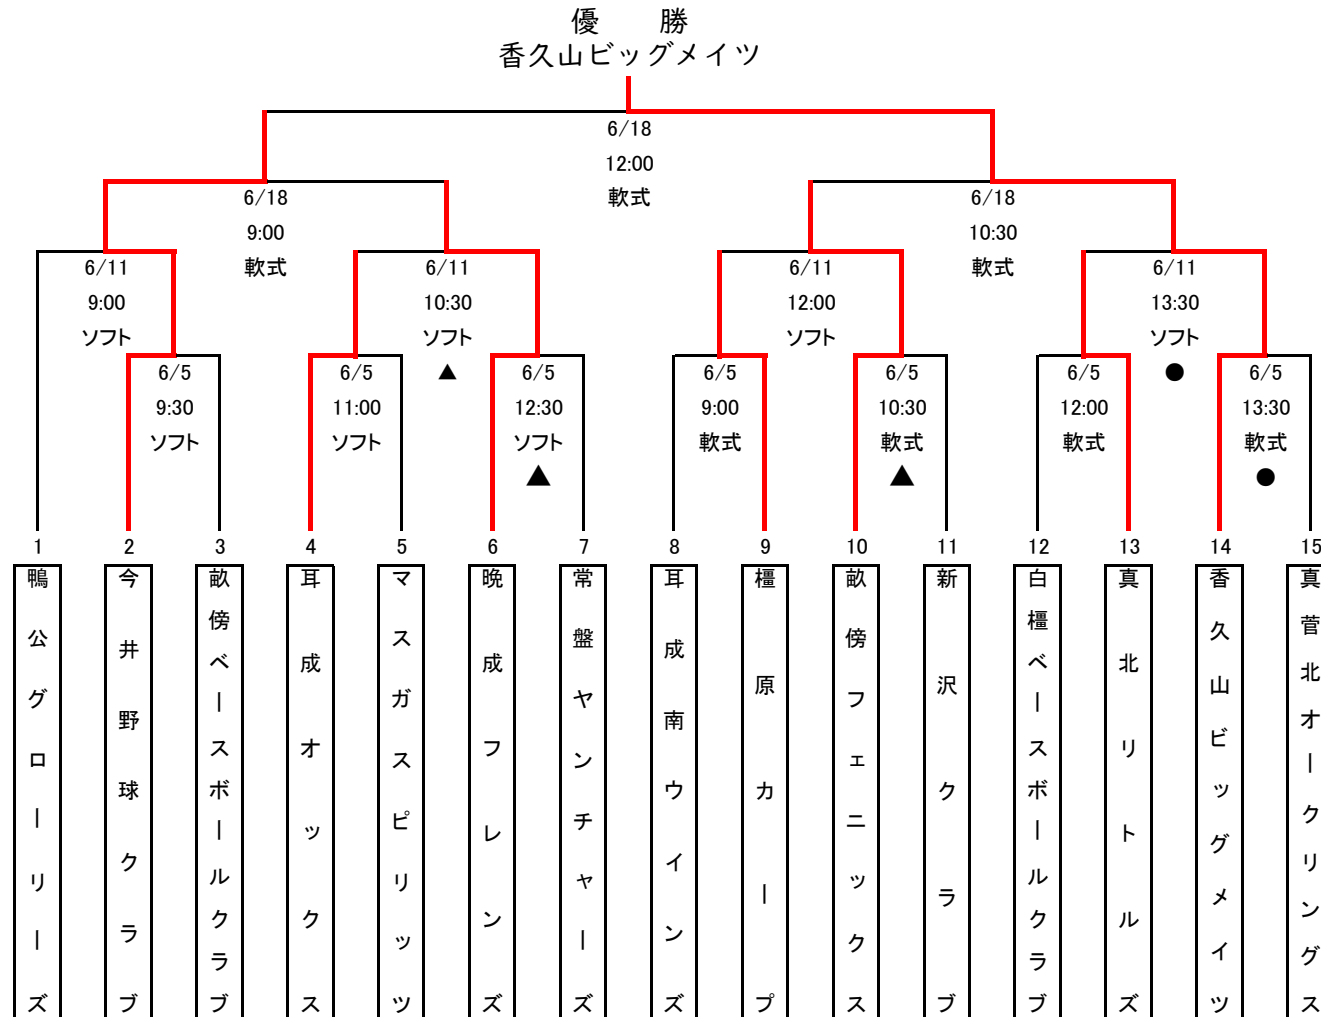 優　　勝
香久山ビッグメイツ
6/18
12:00
軟式
6/18
9:00
軟式
6/18
10:30
軟式
6/11
9:00
ソフト
6/11
10:30
ソフト
▲
6/11
12:00
ソフト
6/11
13:30
ソフト
●
6/5
9:30
ソフト
6/5
11:00
ソフト
6/5
12:30
ソフト
▲
6/5
9:00
軟式
6/5
10:30
軟式
▲
6/5
12:00
軟式
6/5
13:30
軟式
●
1
鴨公グローリーズ
2
今井野球クラブ
3
畝傍ベースボールクラブ
4
耳成オックス
5
マスガスピリッツ
6
晩成フレンズ
7
常盤ヤンチャーズ
8
耳成南ウインズ
9
橿原カープ
10
畝傍フェニックス
11
新沢クラブ
12
白橿ベースボールクラブ
13
真北リトルズ
14
香久山ビッグメイツ
15
真菅北オークリングス